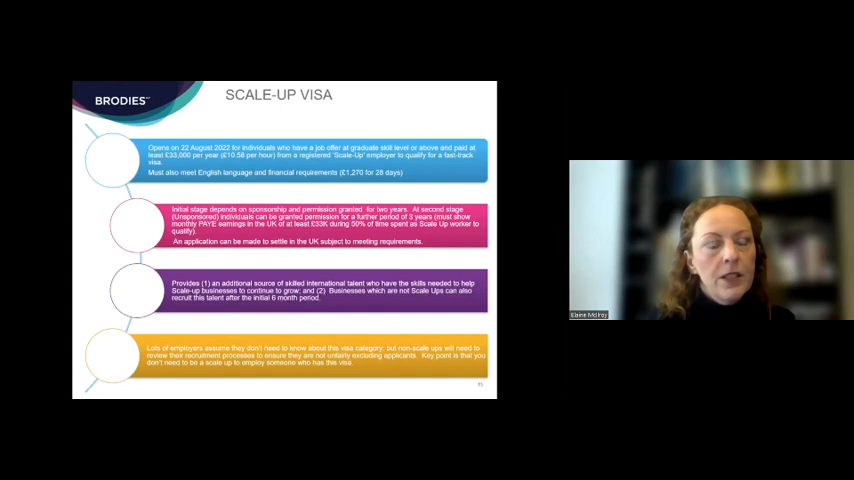 BRODIES LLP
SCALE-UP VISA
Opens on 22 August 2022 for individuals who have a job offer at graduate skill level or above and paid at
least £33,000 per year (£10.58 per hour) from a registered 'Scale-Up' employer to qualify for a fast-track
visa.
Must also meet English language and financial requirements (£1,270 for 28 days)
Initial stage depends on sponsorship and permission granted for two years. At second stage
(Unsponsored) individuals can be granted permission for a further period of 3 years (must show
monthly PAYE earnings in the UK of at least £33K during 50% of time spent as Scale Up worker to
qualify).
An application can be made to settle in the UK subject to meeting requirements.
Provides (1) an additional source of skilled international talent who have the skills needed to help
Scale-up businesses to continue to grow; and (2) Businesses which are not Scale Ups can also
recruit this talent after the initial 6 month period.
Lots of employers assume they don't need to know about this visa category; but non-scale ups will need to
review their recruitment processes to ensure they are not unfairly excluding applicants. Key point is that you
don't need to be a scale up to employ someone who has this visa.
Elaine McIlroy